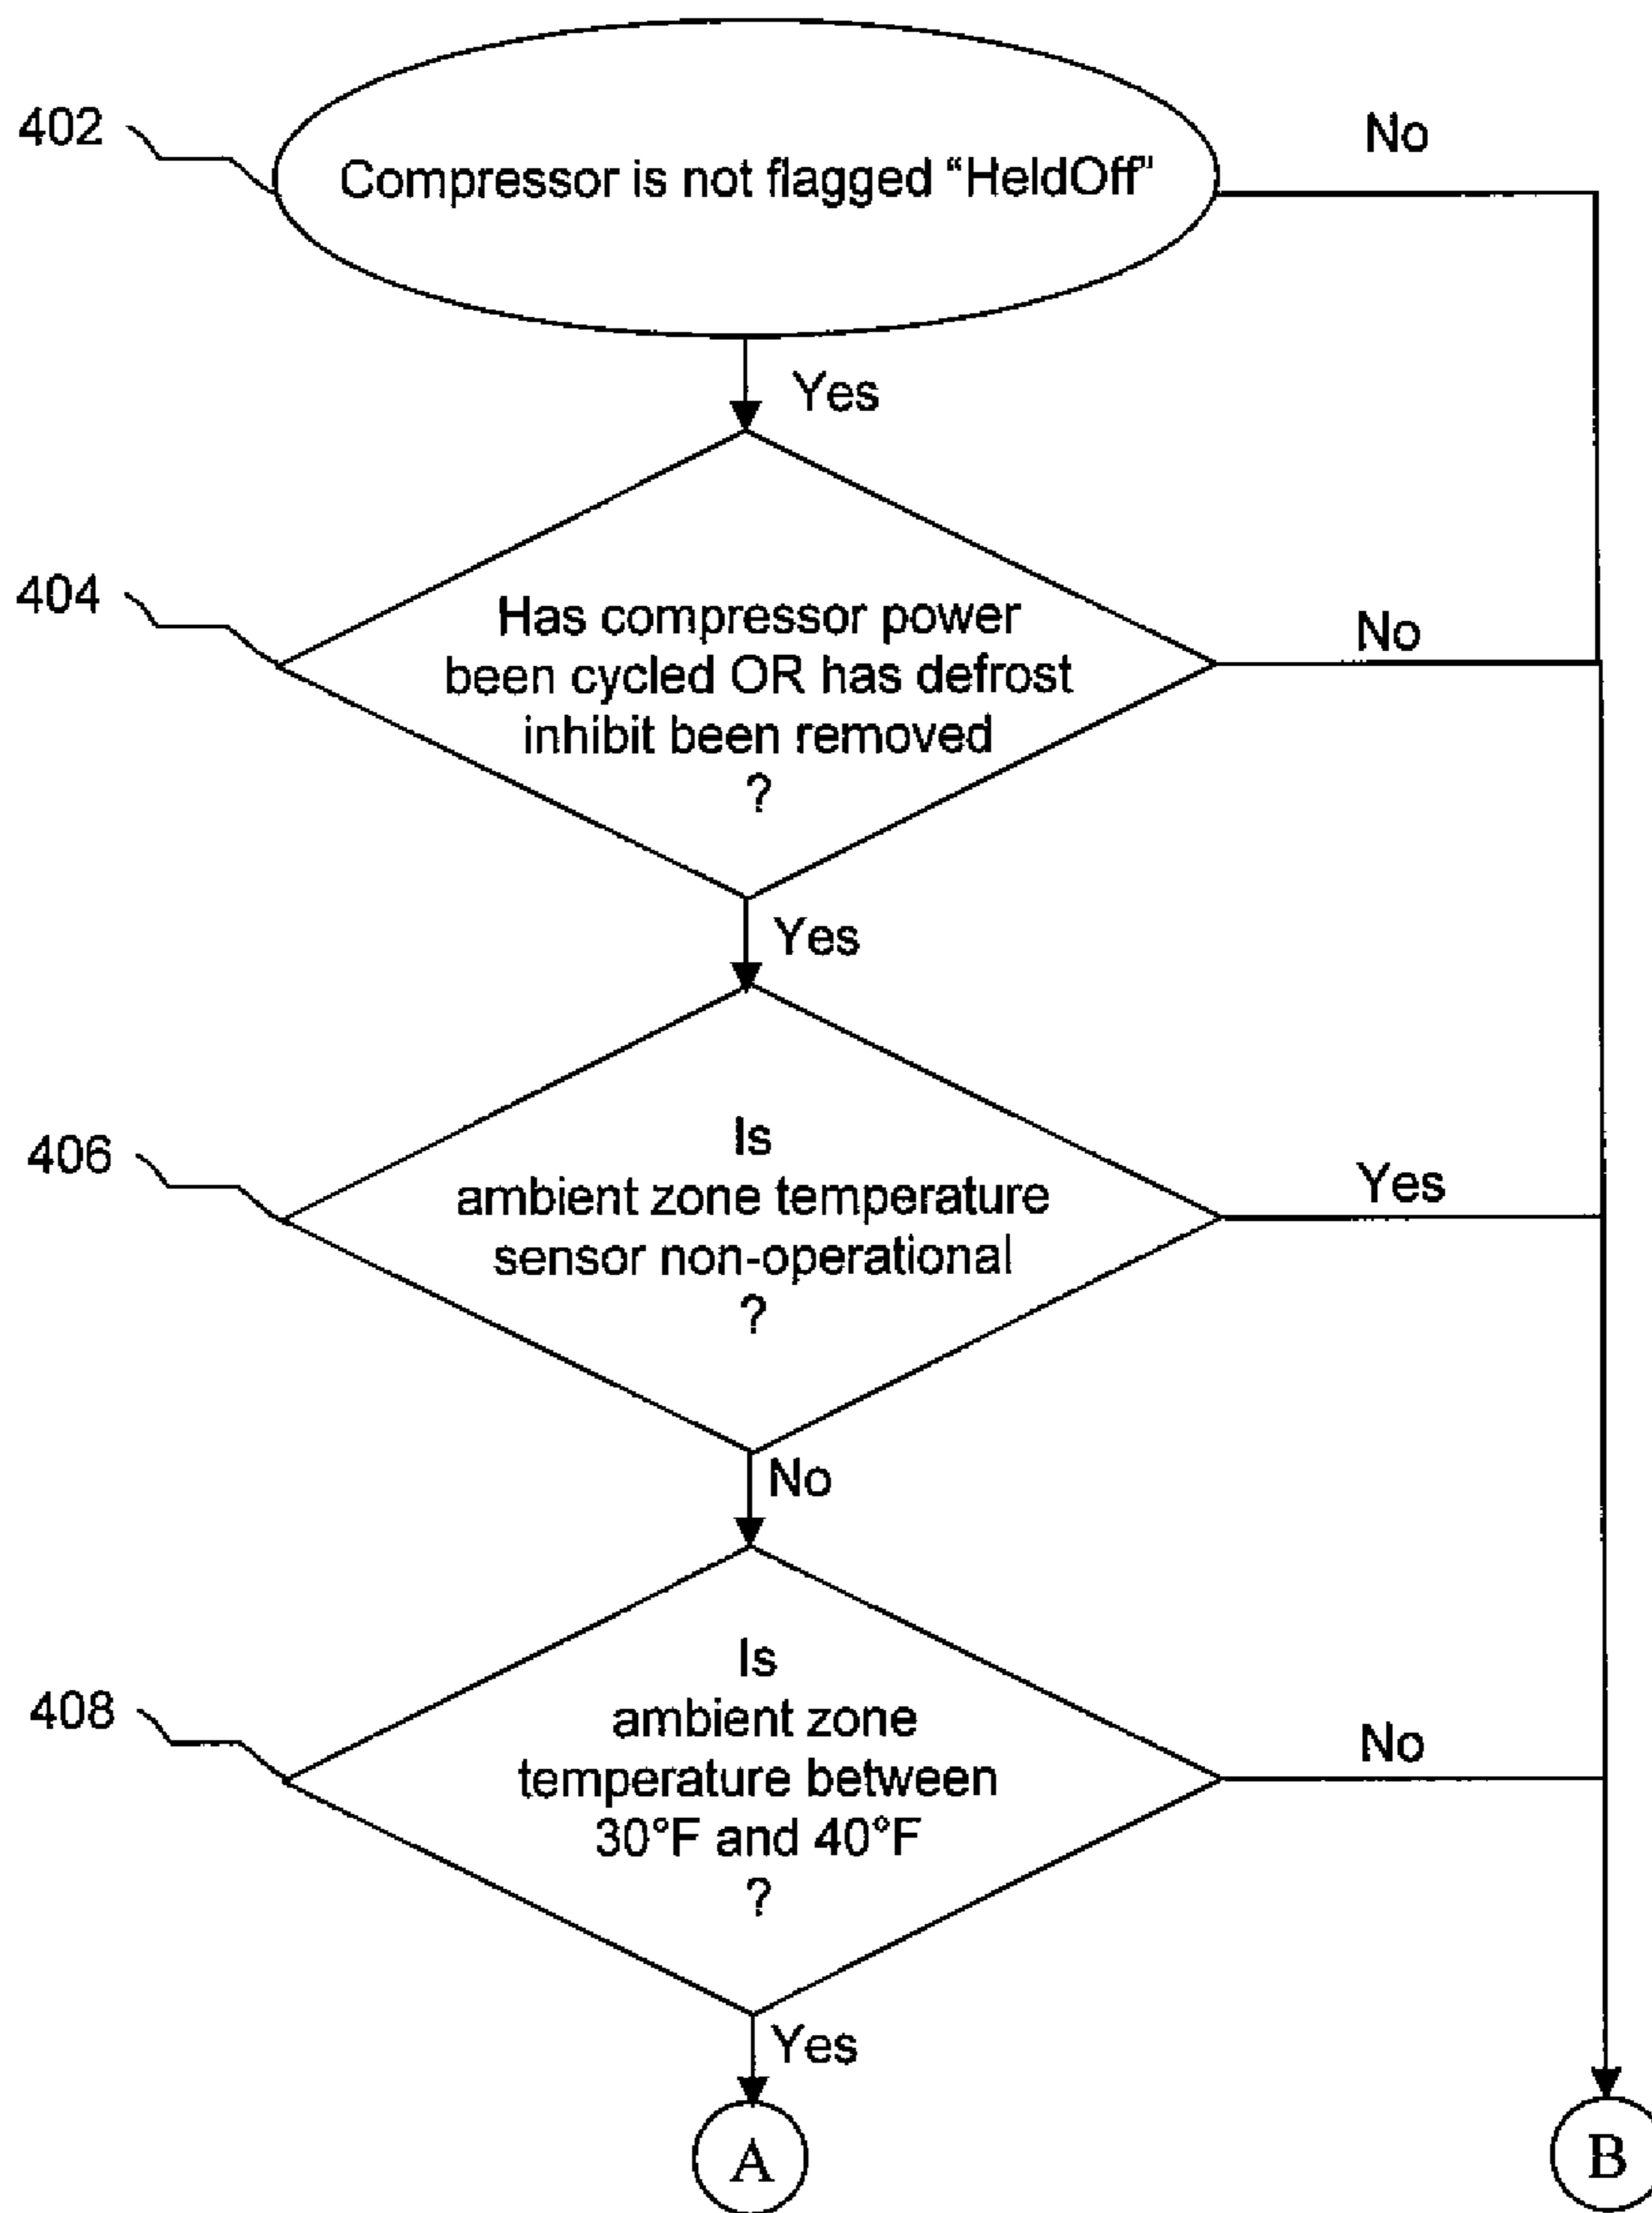 402
Compressor is not flagged “HeldOff”
No
Yes
404
Has compressor power
been cycled OR has defrost
inhibit been removed
?
No
Yes
406
Is
ambient zone temperature
sensor non-operational
?
Yes
No
408
Is
ambient zone
temperature between
30°F and 40°F
?
No
Yes
A
B